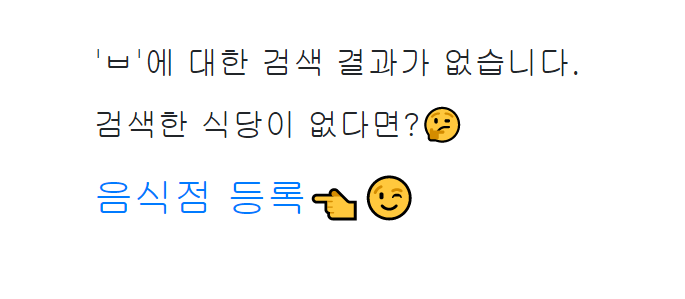 'ㅂ'에 대한 검색 결과가 없습니다.
검색한 식당이 없다면?🤔
음식점 등록👈😉